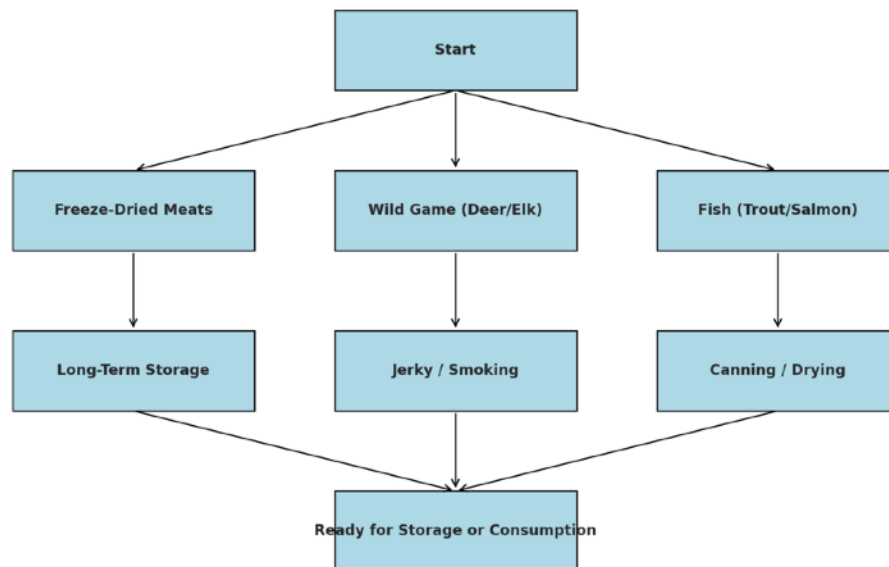 Start
Freeze-Dried Meats
Wild Game (Deer/Elk)
Fish (Trout/Salmon)
Long-Term Storage
Jerky / Smoking
Canning / Drying
Ready for Storage or Consumption